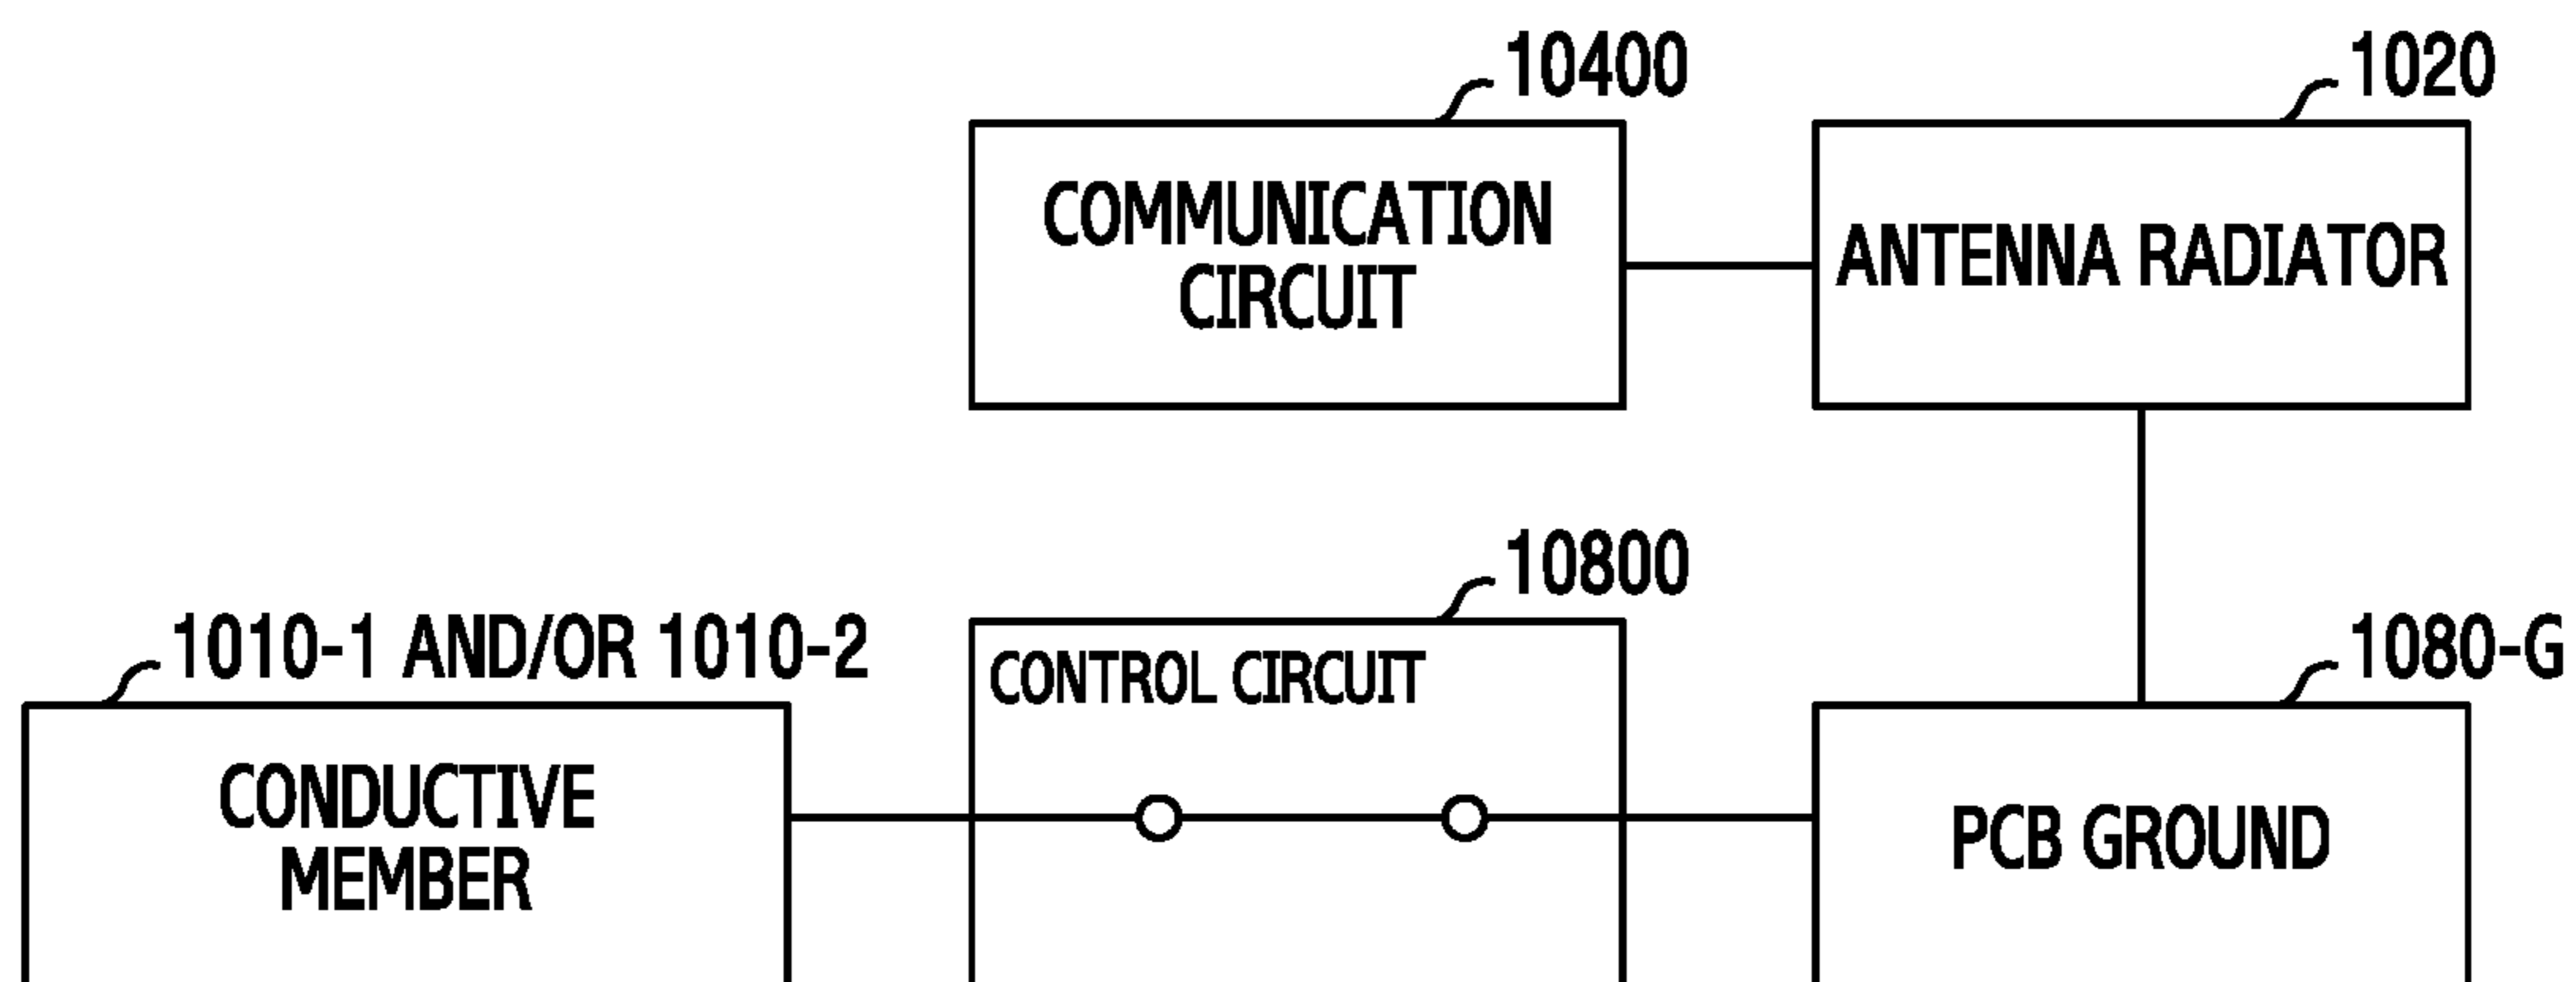 10400
1020
COMMUNICATION
CIRCUIT
ANTENNA RADIATOR
10800
1010-1 AND/OR 1010-2
1080-G
CONTROL CIRCUIT
CONDUCTIVE
MEMBER
PCB GROUND